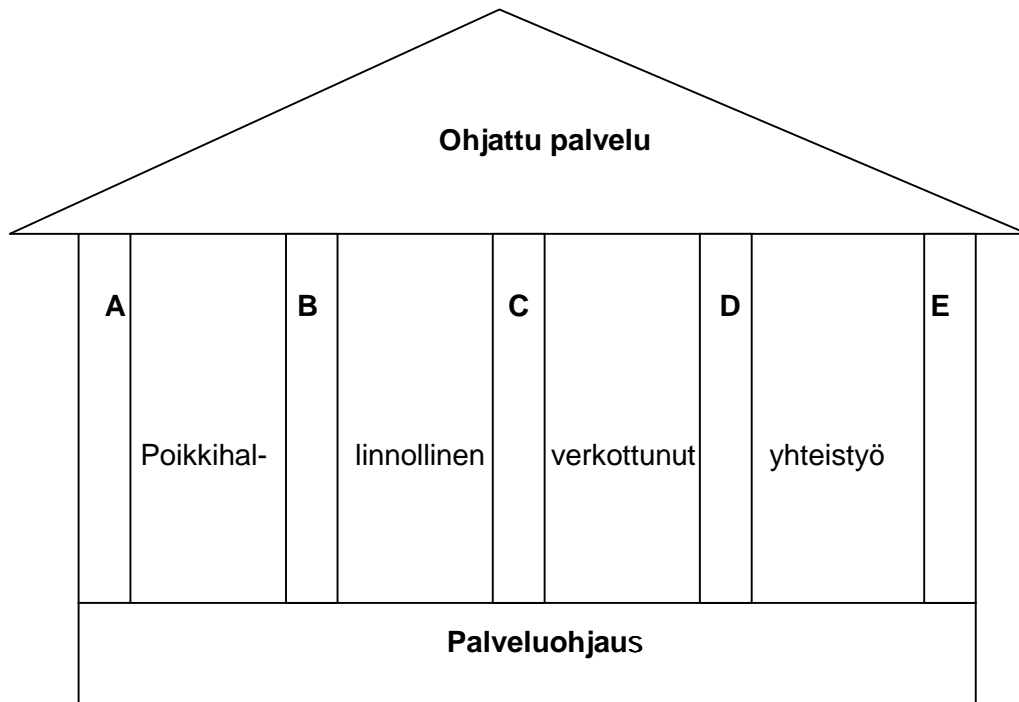 Ohjattu palvelu
A B C D E
Poikkihal- linnollinen verkottunut yhteistyö
Palveluohjaus